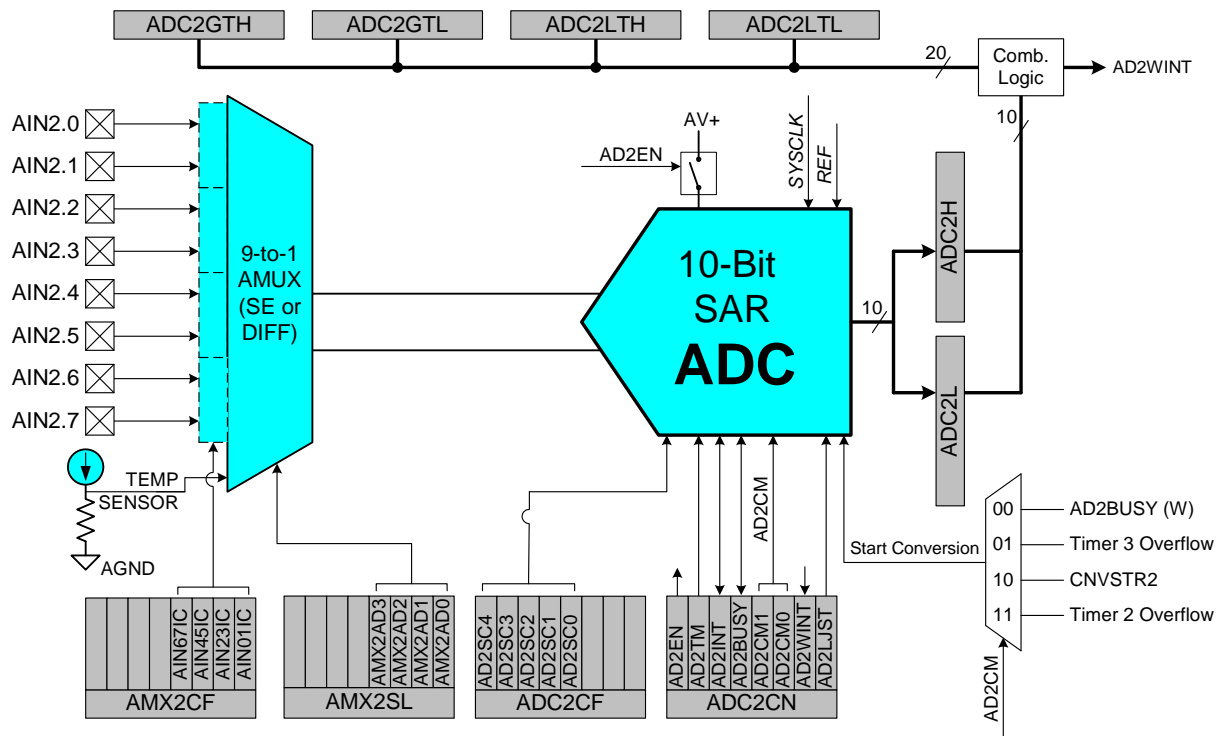 ADC2GTH
ADC2GTL
ADC2LTH
ADC2LTL
20
Comb.
Logic
AD2WINT
10
AIN2.0
AIN2.1
AIN2.2
AIN2.3
AIN2.4
AIN2.5
AIN2.6
AIN2.7
9-to-1
AMUX
(SE or
DIFF)
AV+
AD2EN
SYSCLK
REF
10-Bit
SAR
ADC
10
ADC2H
ADC2L
TEMP
SENSOR
AGND
AD2CM
Start Conversion
00
AD2BUSY (W)
01
Timer 3 Overflow
10
CNVSTR2
11
Timer 2 Overflow
AD2CM
AIN67IC
AIN45IC
AIN23IC
AIN01IC
AMX2CF
AMX2AD3
AMX2AD2
AMX2AD1
AMX2AD0
AMX2SL
AD2SC4
AD2SC3
AD2SC2
AD2SC1
AD2SC0
ADC2CF
AD2EN
AD2TM
AD2INT
AD2BUSY
AD2CM1
AD2CM0
AD2WINT
AD2LJST
ADC2CN